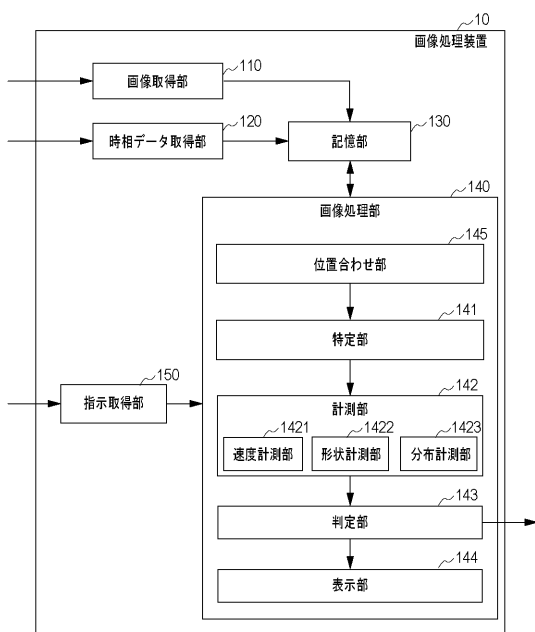 10
画像処理装置
110
画像取得部
120
時相データ取得部
130
記憶部
140
画像処理部
145
位置合わせ部
141
特定部
150
指示取得部
142
計測部
1421
速度計測部
1422
形状計測部
1423
分布計測部
143
判定部
144
表示部